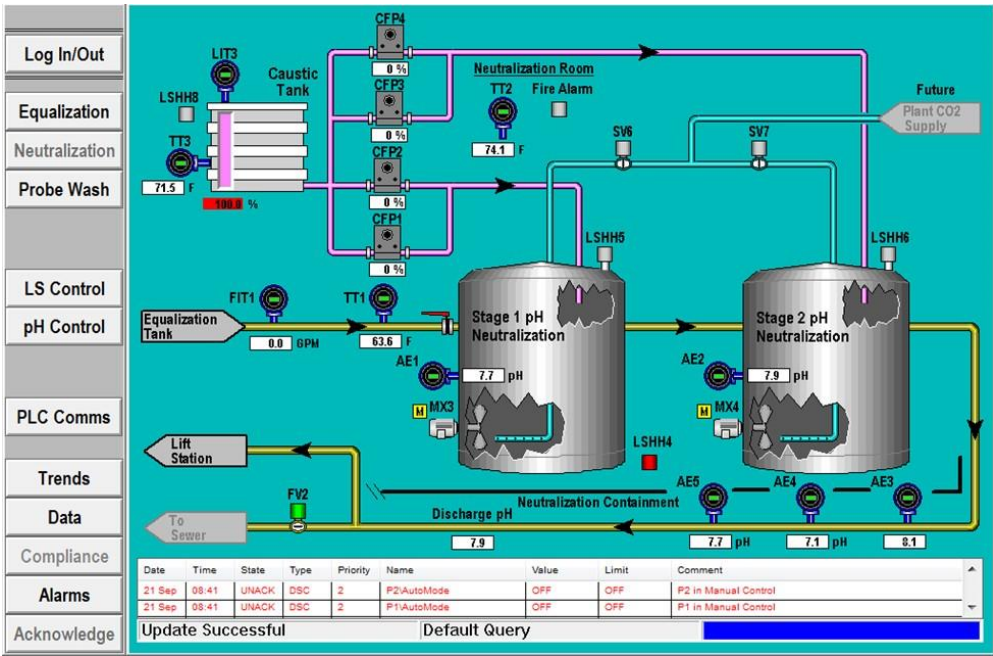 Log In/Out
Equalization
Neutralization
Probe Wash
LS Control
pH Control
PLC Comms
Trends
Data
Compliance
Alarms
Acknowledge
CFP4
0 %
LIT3
Caustic
Tank
CFP3
0 %
Neutralization Room
TT2
Fire Alarm
74.1 F
LSHH8
TT3
71.5 F
100.0 %
CFP2
0 %
CFP1
0 %
Future
Plant CO2
Supply
SV6
SV7
LSHH5
LSHH6
FIT1
TT1
Equalization
Tank
0.0 GPM
63.6 F
Stage 1 pH
Neutralization
Stage 2 pH
Neutralization
AE1
7.7 pH
AE2
7.9 pH
M MX3
M MX4
LSHH4
Lift
Station
FV2
To
Sewer
Discharge pH
7.9
Neutralization Containment
AE5
AE4
AE3
7.7 pH
7.1 pH
8.1
Date Time State Type Priority Name Value Limit Comment
21 Sep 08:41 UNACK DSC 2 P2\AutoMode OFF OFF P2 in Manual Control
21 Sep 08:41 UNACK DSC 2 P1\AutoMode OFF OFF P1 in Manual Control
Update Successful Default Query